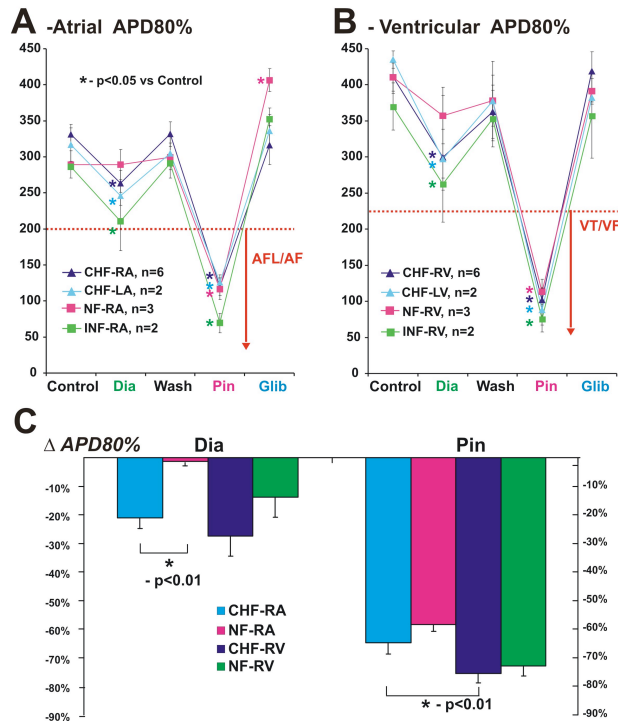 A -Atrial APD80%
450
400
350
300
250
200
150
100
50
0
* - p<0.05 vs Control
*
*
*
*
*
*
*
*
AFL/AF
CHF-RA, n=6
CHF-LA, n=2
NF-RA, n=3
INF-RA, n=2
Control Dia Wash Pin Glib
B - Ventricular APD80%
450
400
350
300
250
200
150
100
50
0
*
*
*
*
*
*
*
VT/VF
CHF-RV, n=6
CHF-LV, n=2
NF-RV, n=3
INF-RV, n=2
Control Dia Wash Pin Glib
C
Δ APD80% Dia Pin
-10% -10%
-20% -20%
-30% -30%
-40% -40%
-50% -50%
-60% -60%
-70% -70%
-80% -80%
-90% -90%
*
- p<0.01
CHF-RA
NF-RA
CHF-RV
NF-RV
* - p<0.01